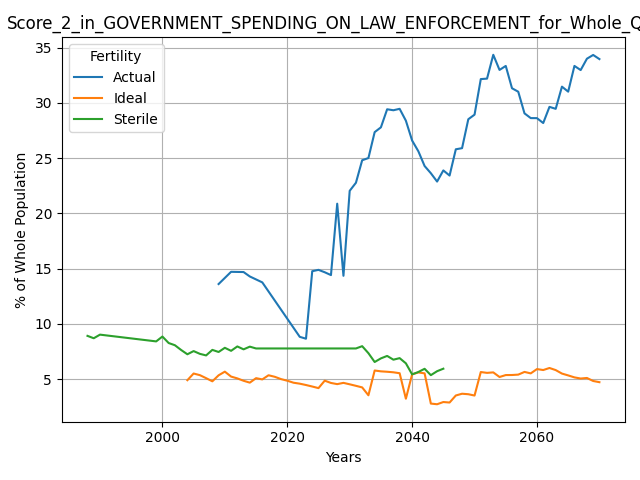 Score_2_in_GOVERNMENT_SPENDING_ON_LAW_ENFORCEMENT_for_Whole_Q
Fertility
Actual
Ideal
Sterile
% of Whole Population
35
30
25
20
15
10
5
2000 2020 2040 2060
Years